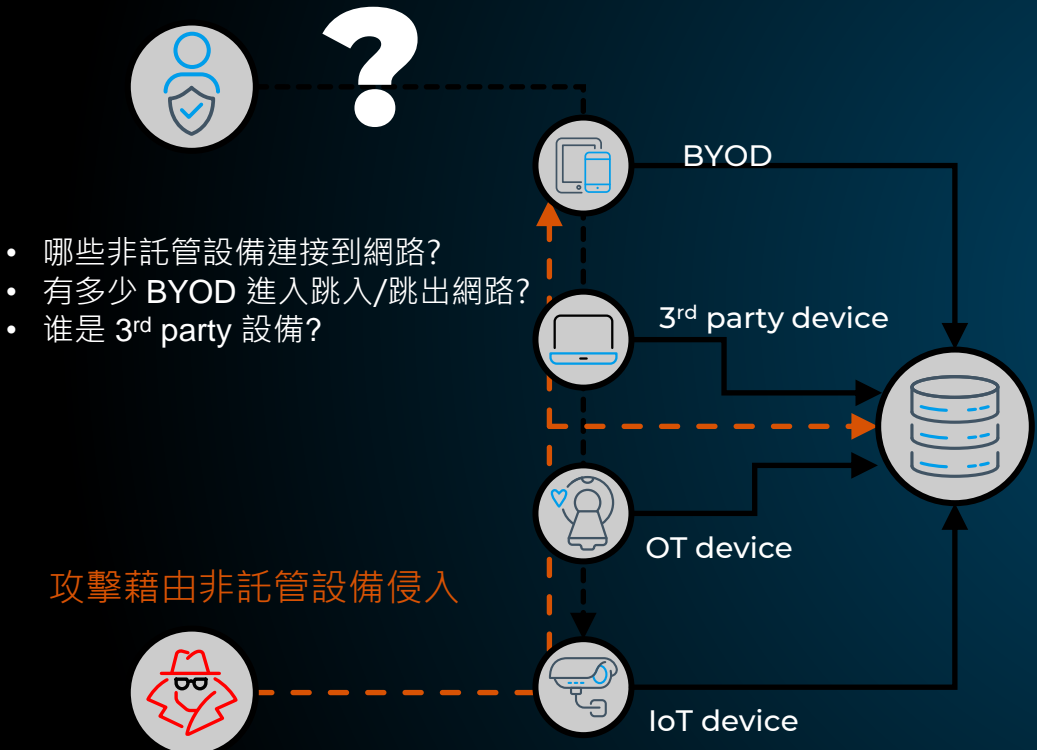 ?
BYOD
• 哪些非託管設備連接到網路?
• 有多少 BYOD 進入跳入/跳出網路?
• 谁是 3rd party 設備?
3rd party device
OT device
攻擊藉由非託管設備侵入
IoT device